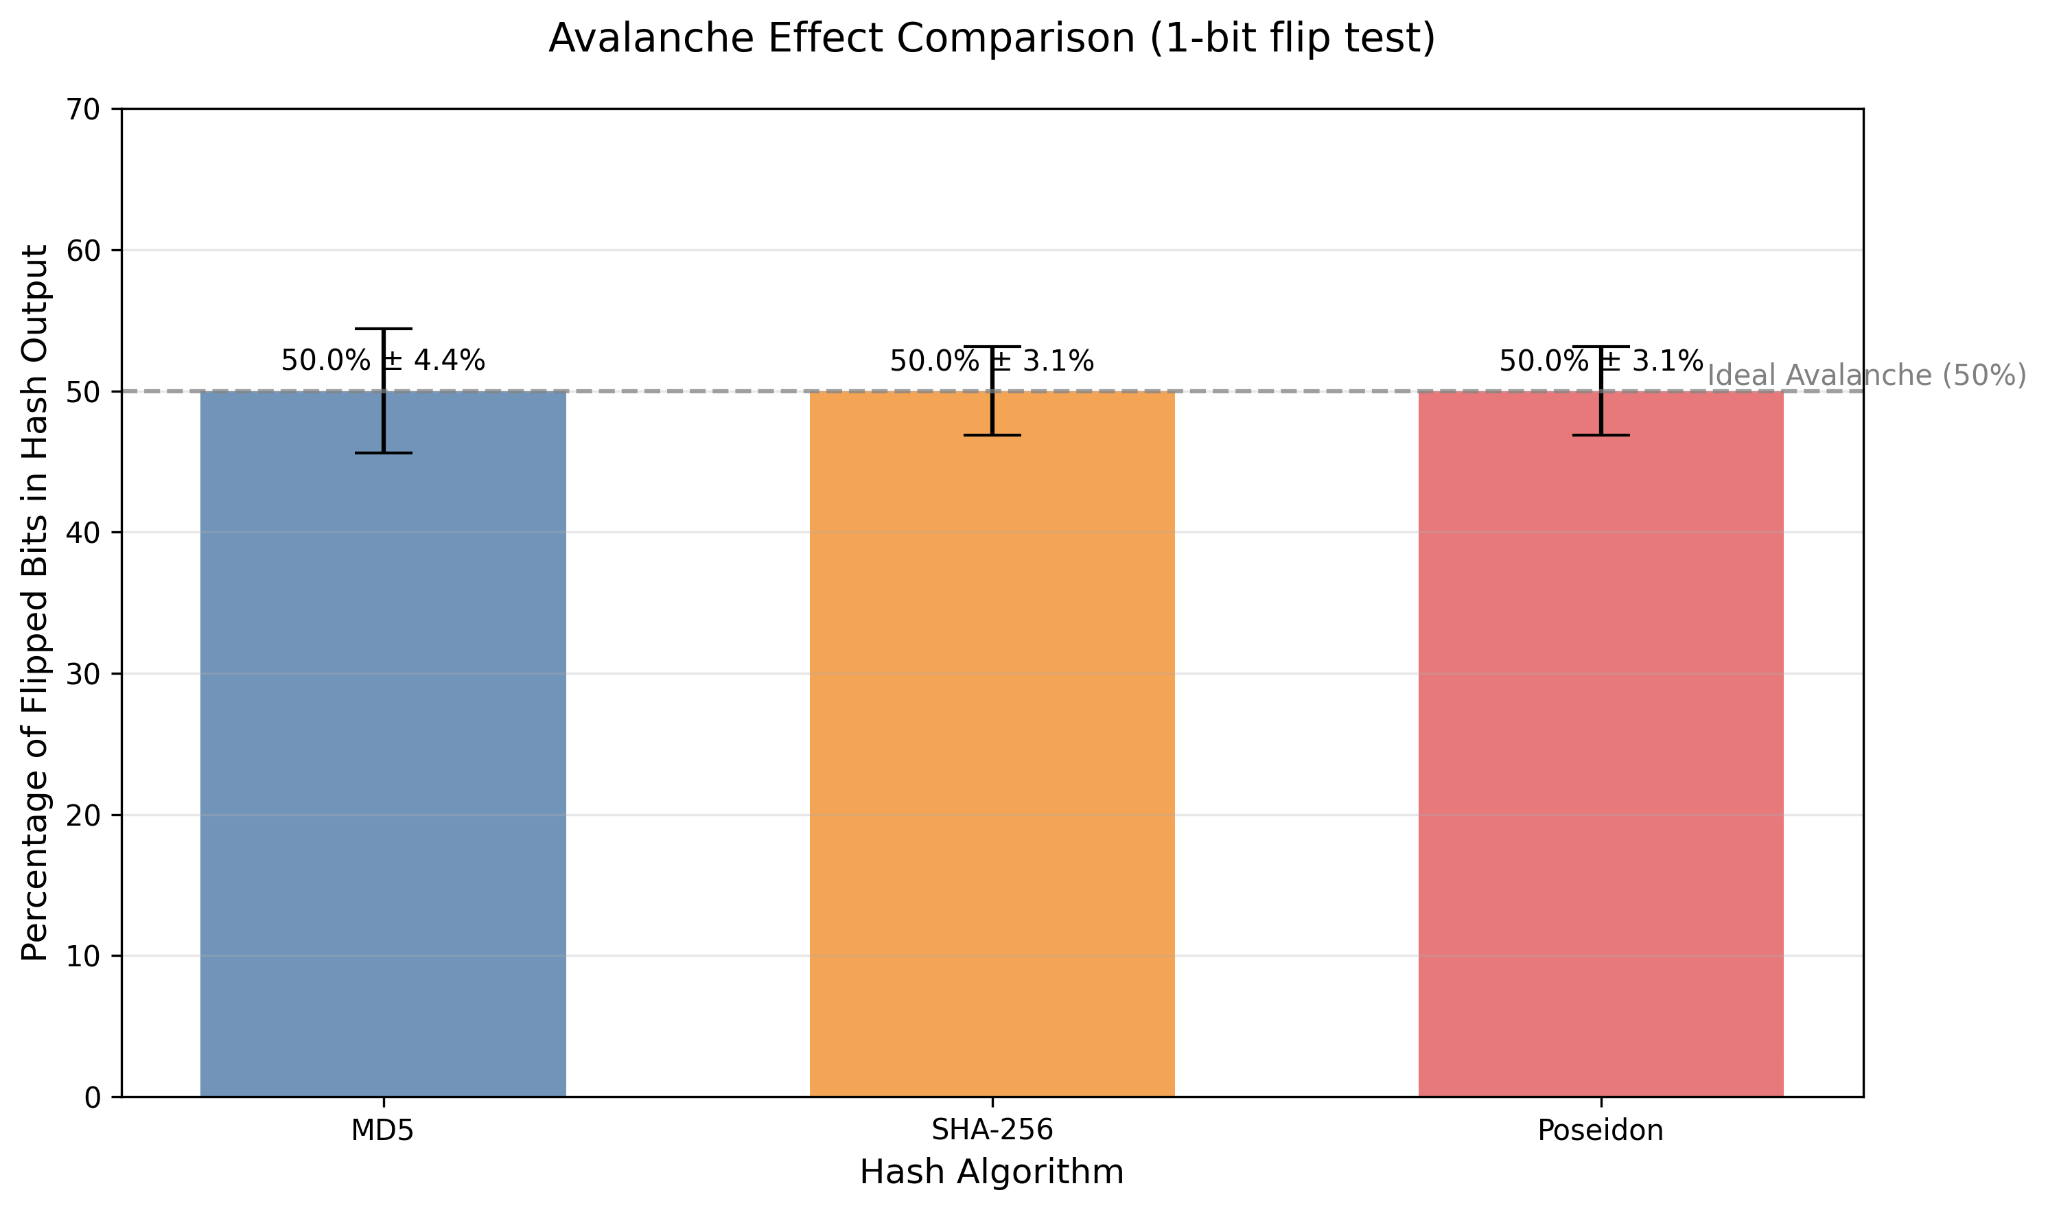 Avalanche Effect Comparison (1-bit flip test)
Percentage of Flipped Bits in Hash Output
70
60
50
40
30
20
10
0
50.0% ± 4.4%
50.0% ± 3.1%
50.0% ± 3.1%
Ideal Avalanche (50%)
MD5
SHA-256
Poseidon
Hash Algorithm